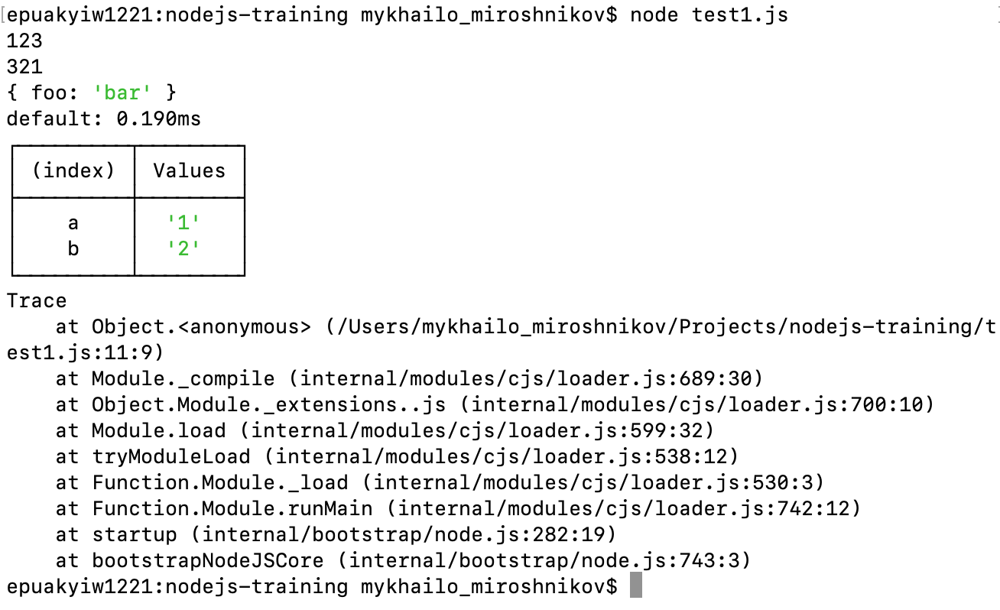 epuakyiw1221:nodejs-training mykhailo_miroshnikov$ node test1.js
123
321
{ foo: 'bar' }
default: 0.190ms
(index) Values
a '1'
b '2'
Trace
    at Object.<anonymous> (/Users/mykhailo_miroshnikov/Projects/nodejs-training/t
est1.js:11:9)
    at Module._compile (internal/modules/cjs/loader.js:689:30)
    at Object.Module._extensions..js (internal/modules/cjs/loader.js:700:10)
    at Module.load (internal/modules/cjs/loader.js:599:32)
    at tryModuleLoad (internal/modules/cjs/loader.js:538:12)
    at Function.Module._load (internal/modules/cjs/loader.js:530:3)
    at Function.Module.runMain (internal/modules/cjs/loader.js:742:12)
    at startup (internal/bootstrap/node.js:282:19)
    at bootstrapNodeJSCore (internal/bootstrap/node.js:743:3)
epuakyiw1221:nodejs-training mykhailo_miroshnikov$